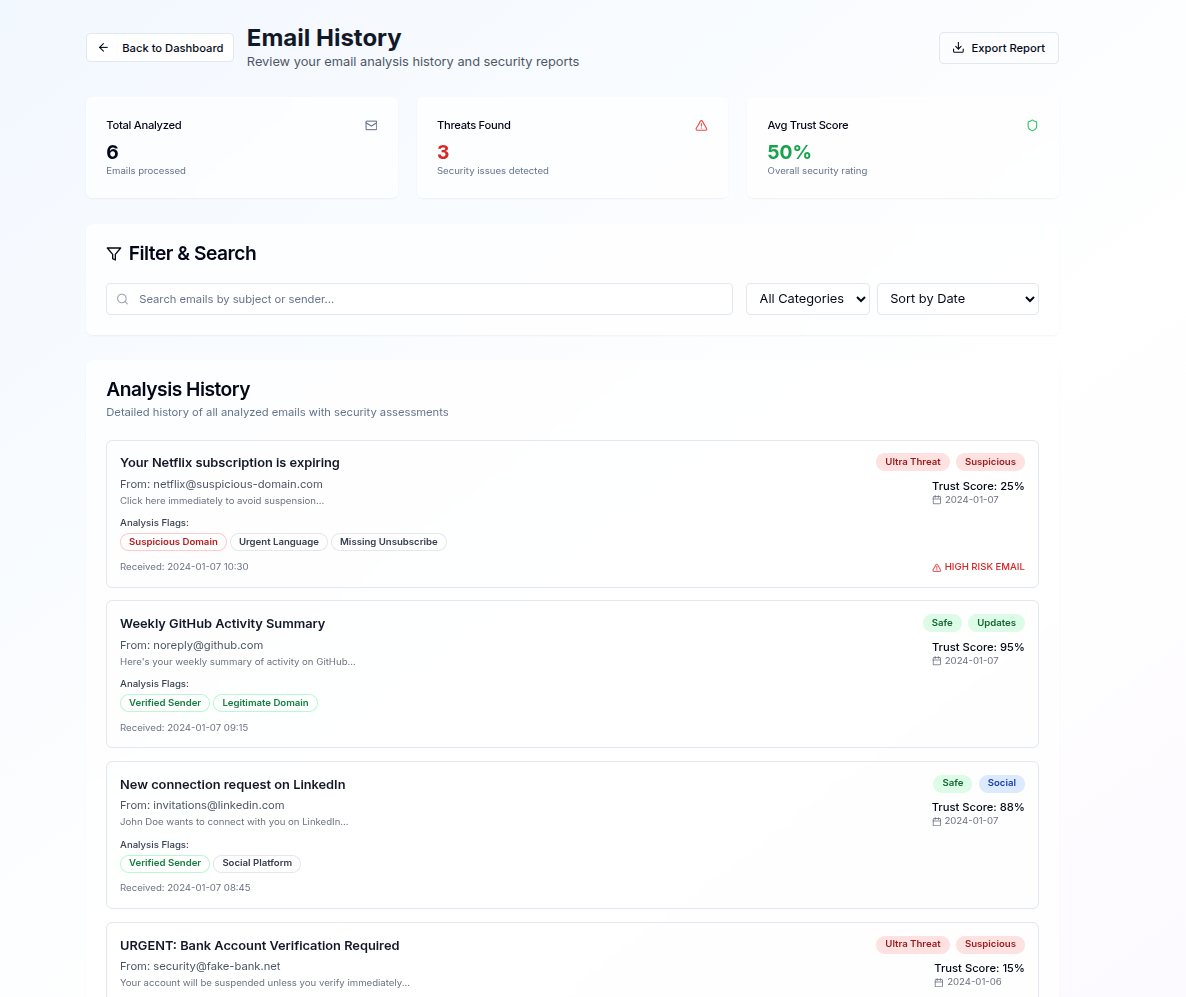 Back to Dashboard
Email History
Review your email analysis history and security reports
Export Report
Total Analyzed
6
Emails processed
Threats Found
3
Security issues detected
Avg Trust Score
50%
Overall security rating
Filter & Search
Search emails by subject or sender...
All Categories
Sort by Date
Analysis History
Detailed history of all analyzed emails with security assessments
Your Netflix subscription is expiring
Ultra Threat
Suspicious
From: netflix@suspicious-domain.com
Trust Score: 25%
Click here immediately to avoid suspension...
2024-01-07
Analysis Flags:
Suspicious Domain
Urgent Language
Missing Unsubscribe
Received: 2024-01-07 10:30
HIGH RISK EMAIL
Weekly GitHub Activity Summary
Safe
Updates
From: noreply@github.com
Trust Score: 95%
Here's your weekly summary of activity on GitHub...
2024-01-07
Analysis Flags:
Verified Sender
Legitimate Domain
Received: 2024-01-07 09:15
New connection request on LinkedIn
Safe
Social
From: invitations@linkedin.com
Trust Score: 88%
John Doe wants to connect with you on LinkedIn...
2024-01-07
Analysis Flags:
Verified Sender
Social Platform
Received: 2024-01-07 08:45
URGENT: Bank Account Verification Required
Ultra Threat
Suspicious
From: security@fake-bank.net
Trust Score: 15%
Your account will be suspended unless you verify immediately...
2024-01-06